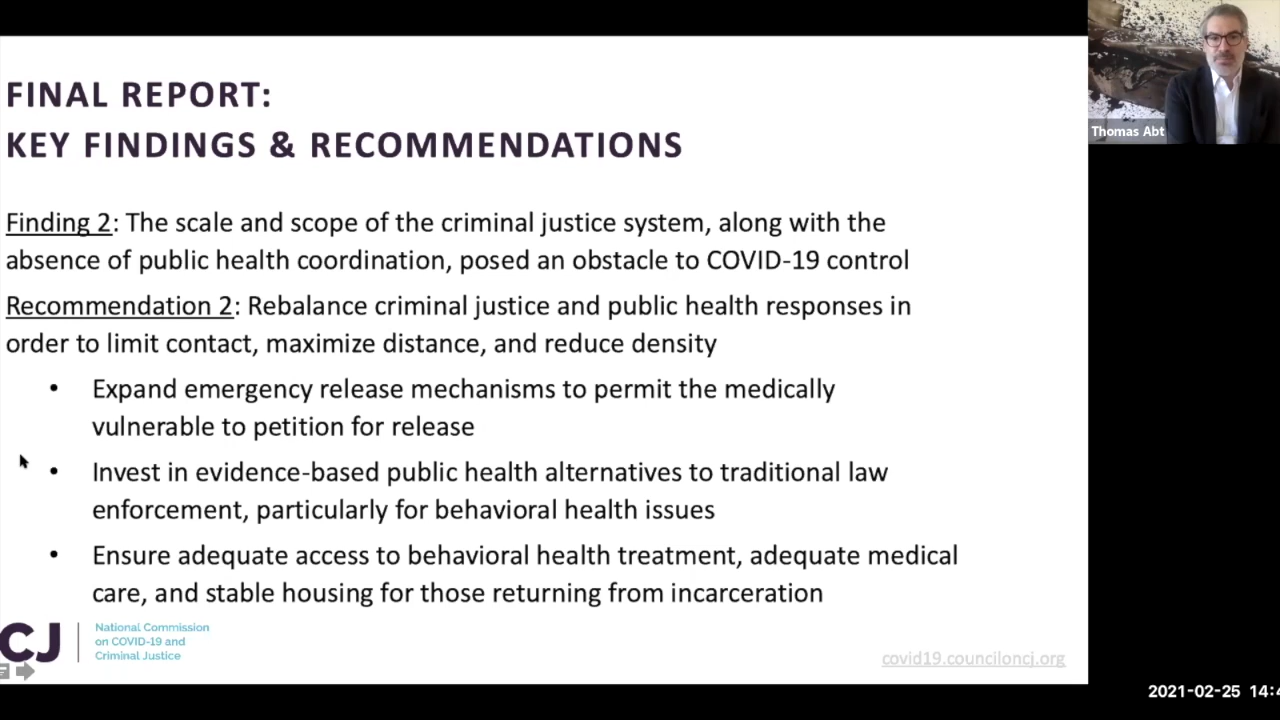 FINAL REPORT:
KEY FINDINGS & RECOMMENDATIONS
Finding 2: The scale and scope of the criminal justice system, along with the
absence of public health coordination, posed an obstacle to COVID-19 control
Recommendation 2: Rebalance criminal justice and public health responses in
order to limit contact, maximize distance, and reduce density
• Expand emergency release mechanisms to permit the medically
vulnerable to petition for release
• Invest in evidence-based public health alternatives to traditional law
enforcement, particularly for behavioral health issues
• Ensure adequate access to behavioral health treatment, adequate medical
care, and stable housing for those returning from incarceration
CJ
National Commission
on COVID-19 and
Criminal Justice
covid19.counciloncj.org
Thomas Abt
2021-02-25 14:4